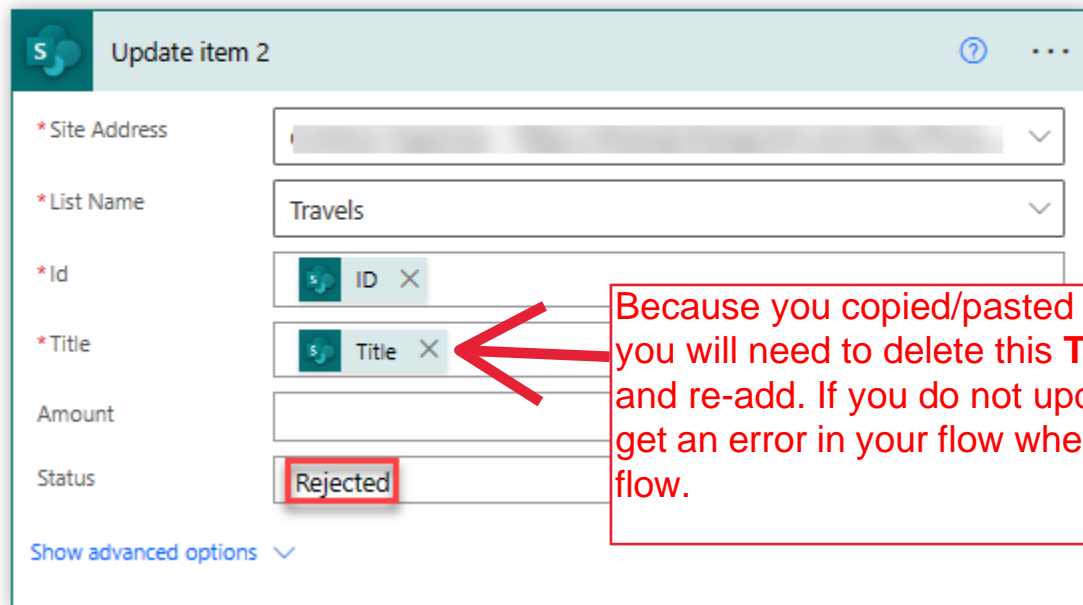 Update item 2
* Site Address
* List Name
Travels
* Id
ID
* Title
Title
Because you copied/pasted
you will need to delete this
and re-add. If you do not
get an error in your flow
flow.
Amount
Status
Rejected
Show advanced options